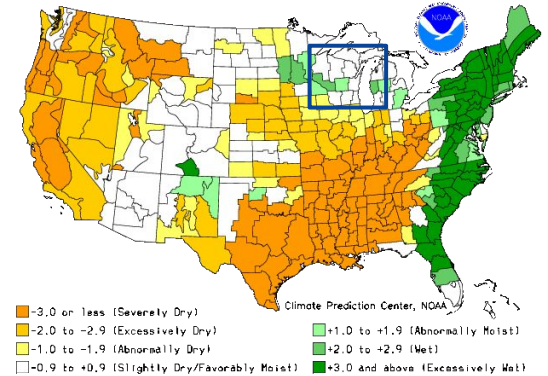 NOAA
Climate Prediction Center, NOAA
-3.0 or less (Severely Dry)
-2.0 to -2.9 (Excessively Dry)
-1.0 to -1.9 (Abnormally Dry)
-0.9 to +0.9 (Slightly Dry/Favorably Moist)
+1.0 to +1.9 (Abnormally Moist)
+2.0 to +2.9 (Wet)
+3.0 and above (Excessively Wet)